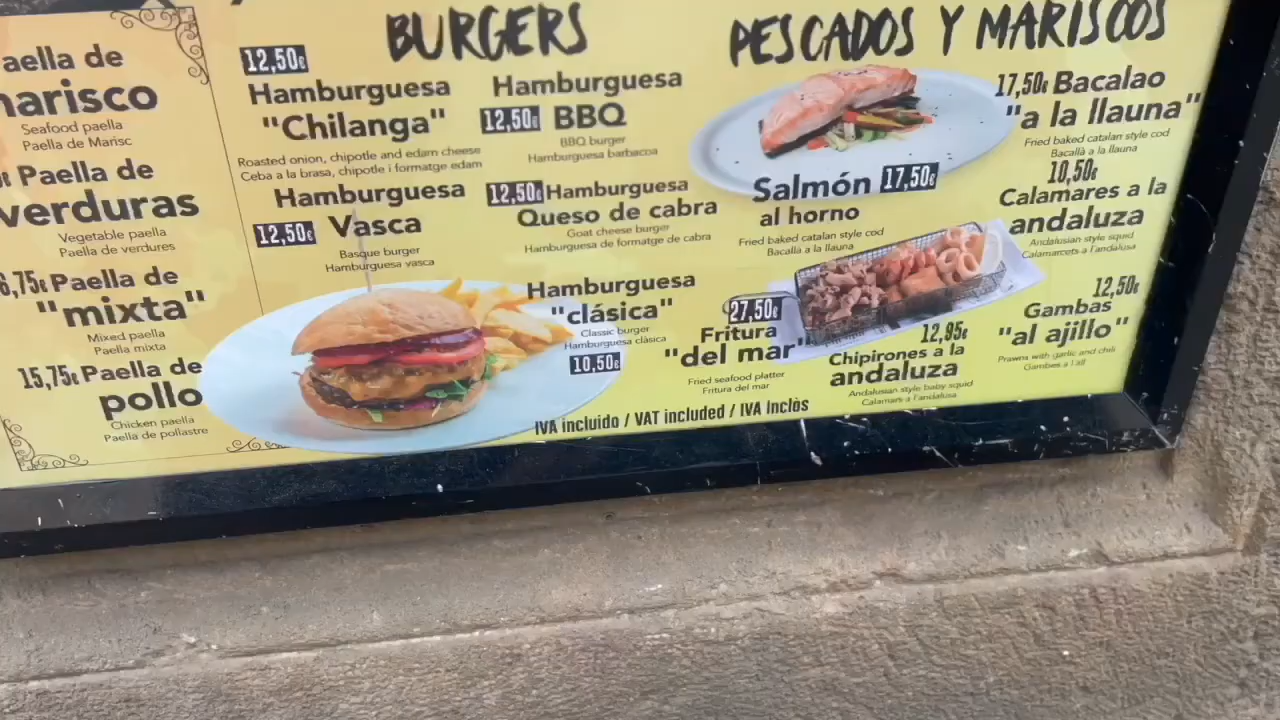 aella de
marisco
Seafood paella
Paella de Marisc
Paella de
verduras
Vegetable paella
Paella de verdures
6,75€ Paella de
"mixta"
Mixed paella
Paella mixta
15,75€ Paella de
pollo
Chicken paella
Paella de pollastre
BURGERS
12,50€
Hamburguesa
"Chilanga"
Roasted onion, chipotle and edam cheese
Ceba a la brasa, chipotle i formatge edam
Hamburguesa
12,50€ Vasca
Basque burger
Hamburguesa vasca
Hamburguesa
12,50€ BBQ
BBQ burger
Hamburguesa barbacoa
12,50€ Hamburguesa
Queso de cabra
Goat cheese burger
Hamburguesa de formatge de cabra
Hamburguesa
"clásica"
Classic burger
Hamburguesa clàsica
10,50€
PESCADOS Y MARISCOS
Salmón 17,50€
al horno
Fried baked catalan style cod
Bacallà a la llauna
27,50€
Fritura
"del mar"
Fried seafood platter
Fritura del mar
17,50€ Bacalao
"a la llauna"
Fried baked catalan style cod
Bacallà a la llauna
10,50€
Calamares a la
andaluza
Andalusian style squid
Calamarcets a l'andalusa
12,50€
Gambas
"al ajillo"
Prawns with garlic and chili
Gambes a l'all
12,95€
Chipirones a la
andaluza
Andalusian style baby squid
Calamars a l'andalusa
IVA incluido / VAT included / IVA Inclòs